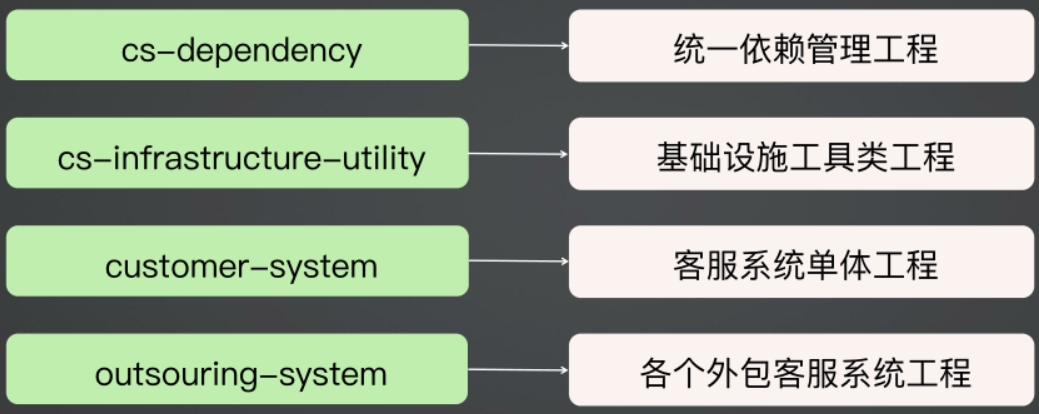 cs-dependency
统一依赖管理工程
cs-infrastructure-utility
基础设施工具类工程
customer-system
客服系统单体工程
outsouring-system
各个外包客服系统工程